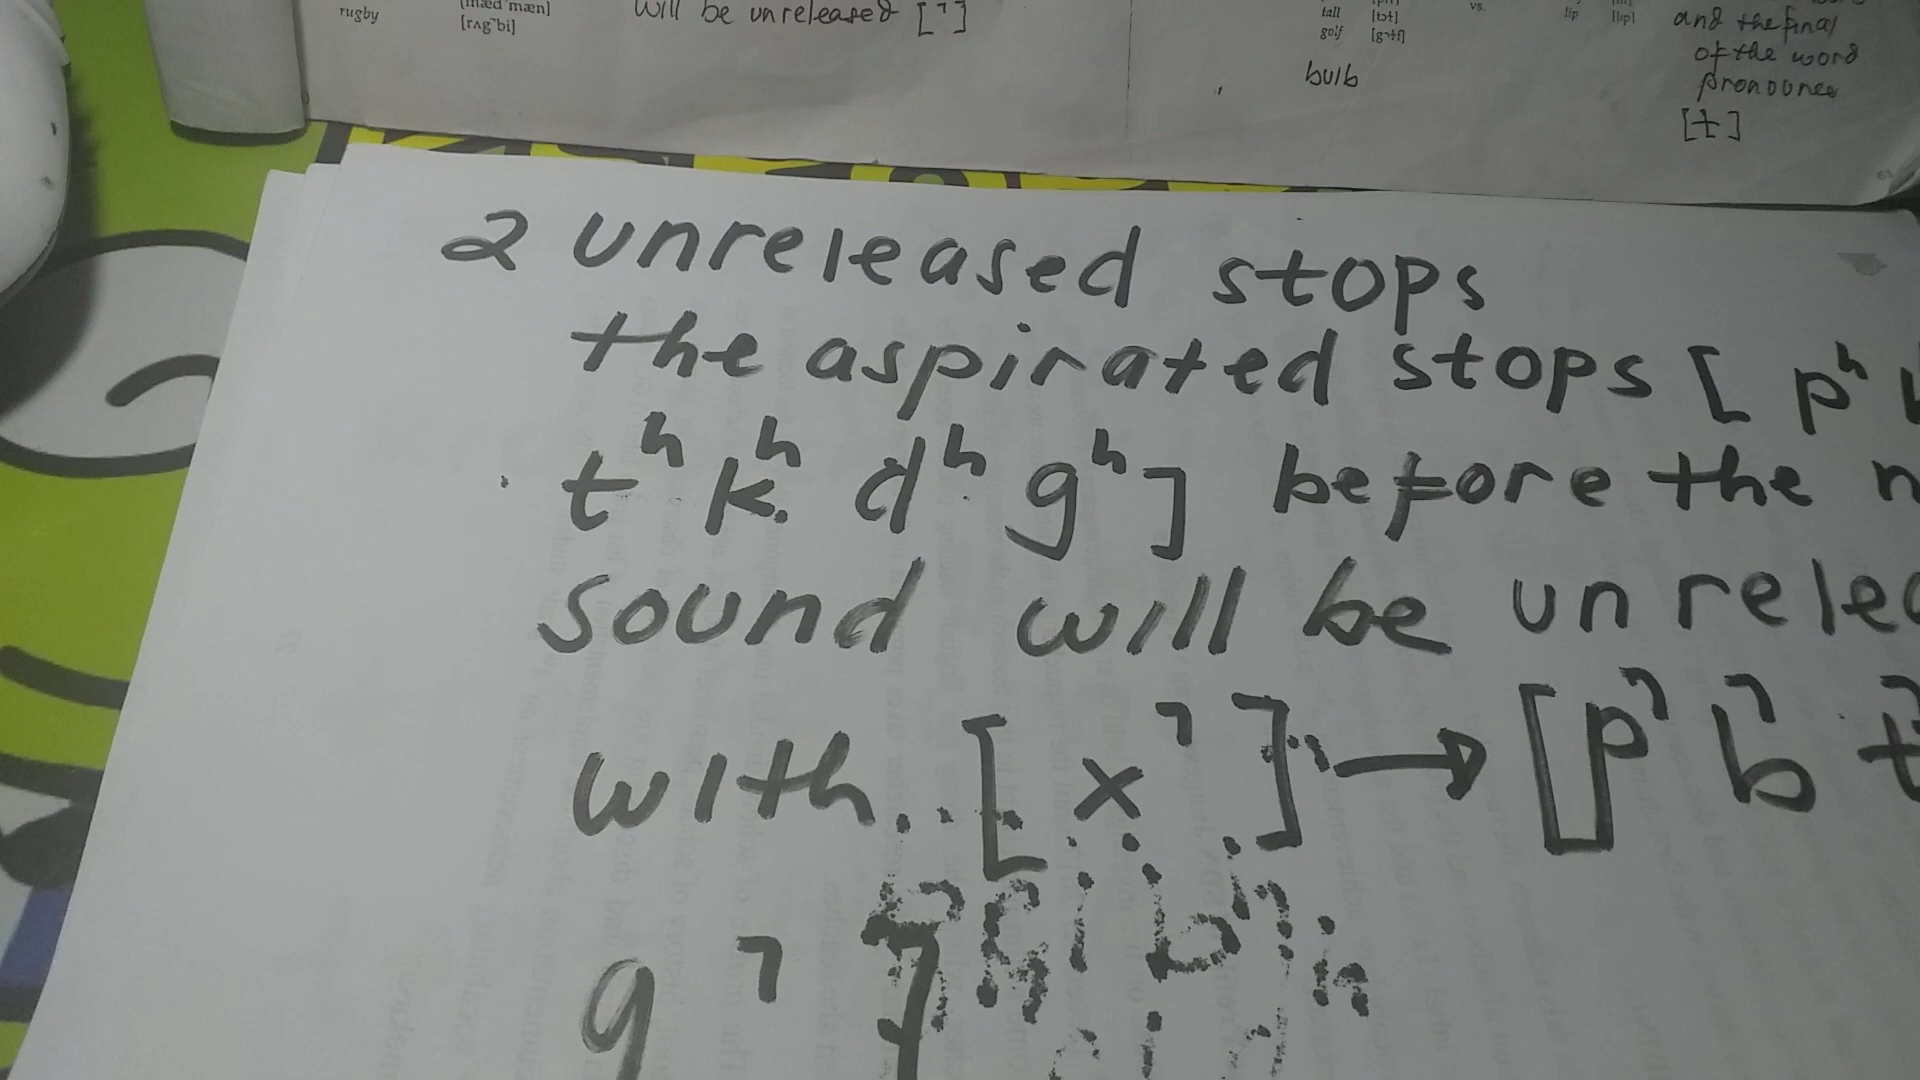 rugby [mæd̚mæn] will be unreleased [ ̚ ]
[rʌg̚bi]
tall [tɔɫ] vs. lip [lɪp] and the final
golf [gɔɫf] of the word
bulb pronounce
[ɫ]
2 unreleased stops
the aspirated stops [ pʰ
tʰ kʰ dʰ gʰ ] before the
sound will be
with [ x̚ ] → [p̚ b̚
g̚ ]